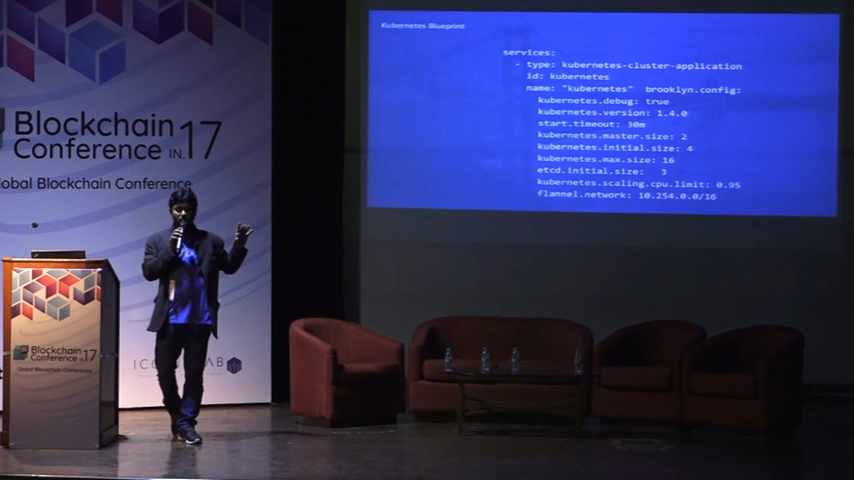 Kubernetes Blueprint
services:
- type: kubernetes-cluster-application
id: kubernetes
name: "kubernetes" brooklyn.config:
kubernetes.debug: true
kubernetes.version: 1.4.0
start.timeout: 30m
kubernetes.master.size: 2
kubernetes.initial.size: 4
kubernetes.max.size: 16
etcd.initial.size: 3
kubernetes.scaling.cpu.limit: 0.95
flannel.network: 10.254.0.0/16
Blockchain
Conference IN.17
lobal Blockchain Conference
Blockchain
Conference IN.17
Global Blockchain Conference